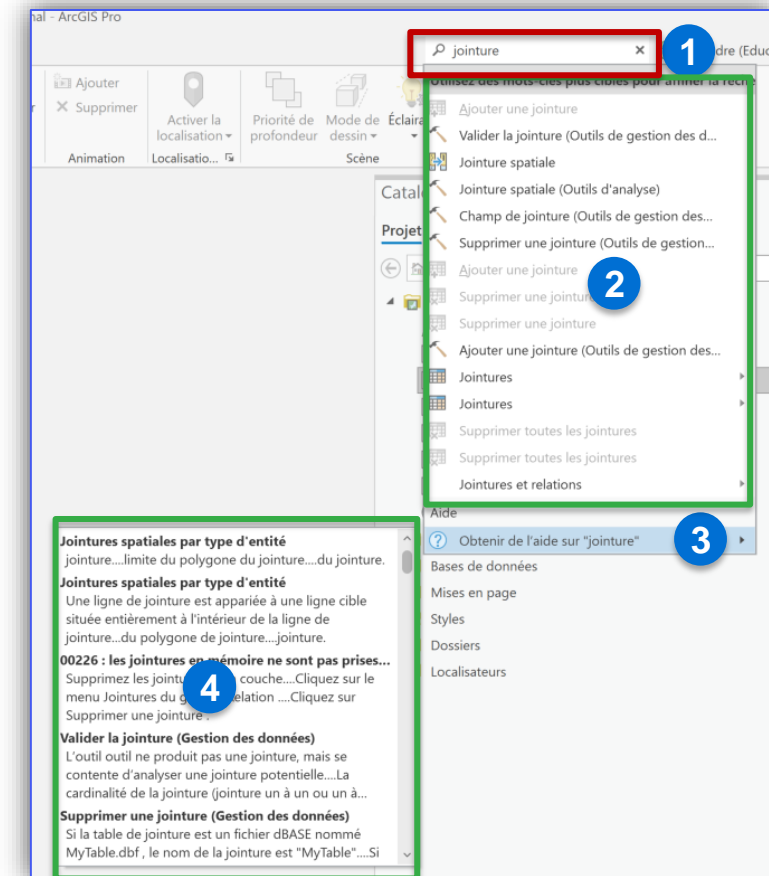 nal - ArcGIS Pro
jointure
1
dre (Educ
Utilisez des mots-clés plus ciblés pour affiner la reche
Ajouter
Supprimer
Animation
Activer la
localisation
Localisatio...
Priorité de
profondeur
Mode de
dessin
Éclaira
Scène
Catal
Projet
Ajouter une jointure
Valider la jointure (Outils de gestion des d...
Jointure spatiale
Jointure spatiale (Outils d'analyse)
Champ de jointure (Outils de gestion des...
Supprimer une jointure (Outils de gestion...
Ajouter une jointure
2
Supprimer une jointure
Supprimer une jointure
Ajouter une jointure (Outils de gestion des...
Jointures
Jointures
Supprimer toutes les jointures
Supprimer toutes les jointures
Jointures et relations
Aide
Obtenir de l'aide sur "jointure"
3
Bases de données
Mises en page
Styles
Dossiers
Localisateurs
Jointures spatiales par type d'entité
jointure....limite du polygone du jointure....du jointure.
Jointures spatiales par type d'entité
Une ligne de jointure est appariée à une ligne cible
située entièrement à l'intérieur de la ligne de
jointure...du polygone de jointure....jointure.
00226 : les jointures en mémoire ne sont pas prises...
Supprimez les jointu couche....Cliquez sur le
menu Jointures du g elation ....Cliquez sur
Supprimer une jointure .
4
Valider la jointure (Gestion des données)
L'outil outil ne produit pas une jointure, mais se
contente d'analyser une jointure potentielle....La
cardinalité de la jointure (jointure un à un ou un à...
Supprimer une jointure (Gestion des données)
Si la table de jointure est un fichier dBASE nommé
MyTable.dbf , le nom de la jointure est "MyTable"....Si